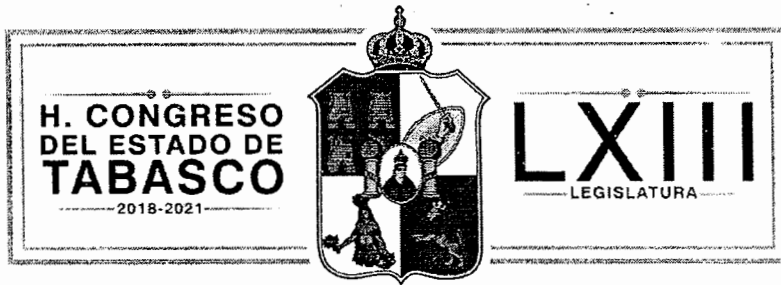 H. CONGRESO
DEL ESTADO DE
TABASCO
2018-2021
LXIII
LEGISLATURA